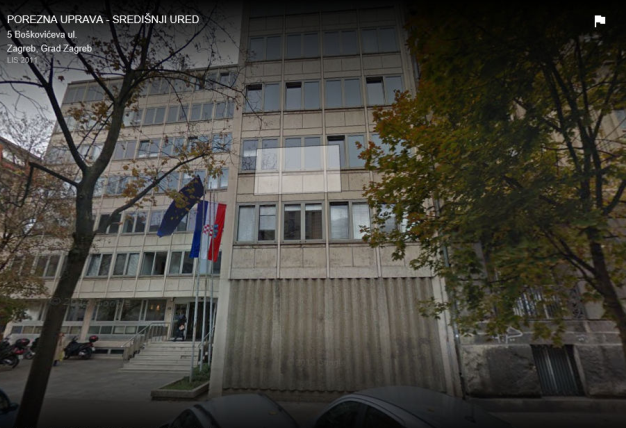 POREZNA UPRAVA - SREDIŠNJI URED
5 Boškovićeva ul.
Zagreb, Grad Zagreb
LIS 2011.